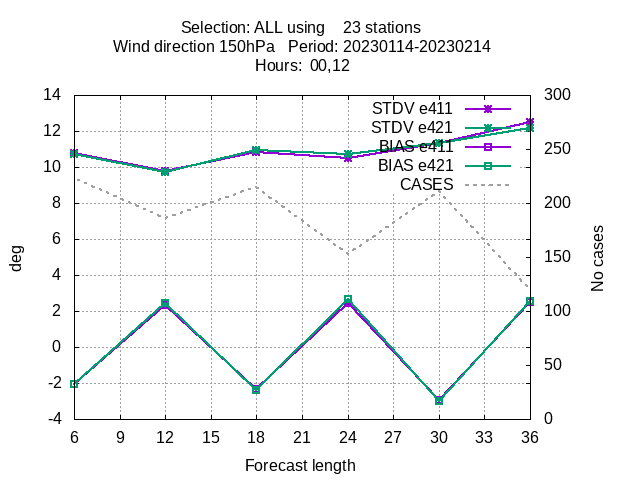 Selection: ALL using    23 stations
Wind direction 150hPa   Period: 20230114-20230214
Hours:  00,12
14
12
10
8
6
4
2
0
-2
-4
300
250
200
150
100
50
0
deg
No cases
STDV e411
STDV e421
BIAS e411
BIAS e421
CASES
6 9 12 15 18 21 24 27 30 33 36
Forecast length